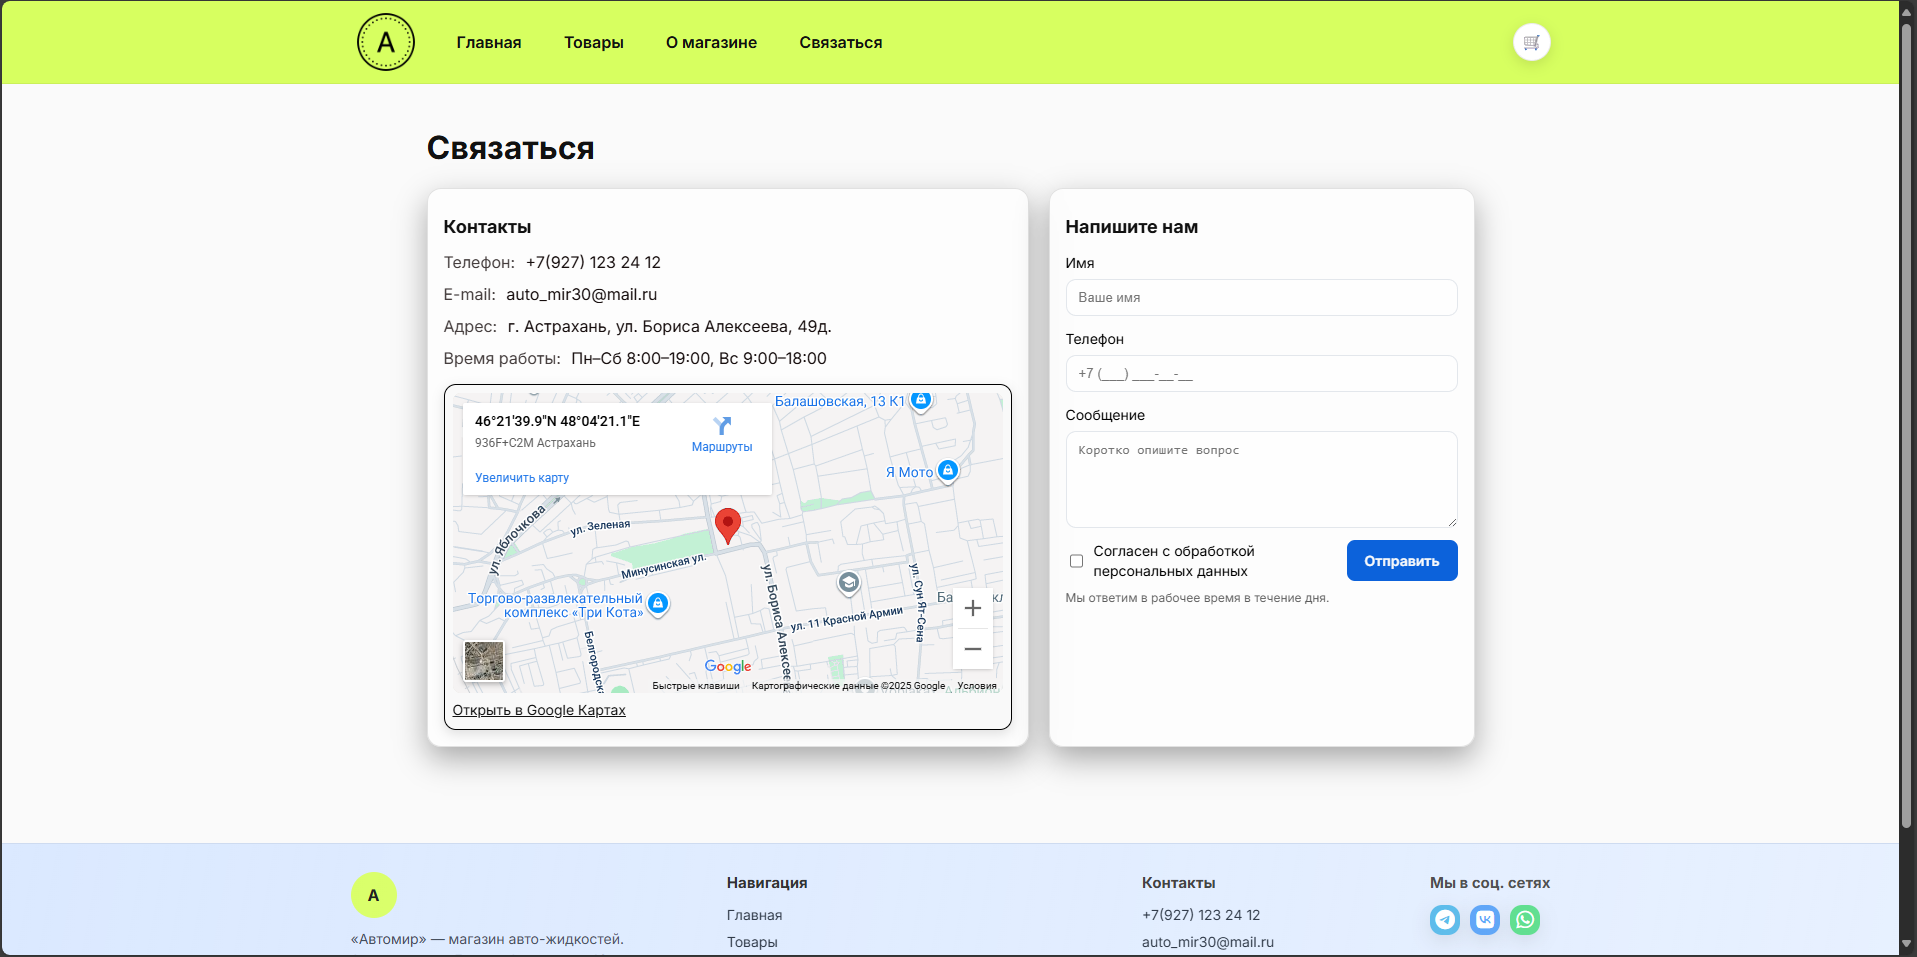 A
Главная
Товары
О магазине
Связаться
Связаться
Контакты
Телефон: +7(927) 123 24 12
E-mail: auto_mir30@mail.ru
Адрес: г. Астрахань, ул. Бориса Алексеева, 49д.
Время работы: Пн–Сб 8:00–19:00, Вс 9:00–18:00
46°21'39.9"N 48°04'21.1"E
936F+C2M Астрахань
Маршруты
Увеличить карту
Балашовская, 13 К1
Я Мото
ул. Яблочкова
ул. Зеленая
Минусинская ул.
Торгово-развлекательный
комплекс «Три Кота»
ул. Бориса Алексее
ул. 11 Красной Армии
ул. Сун Ят-Сена
Белгородска
Google
Быстрые клавиши
Картографические данные ©2025 Google
Условия
Открыть в Google Картах
Напишите нам
Имя
Ваше имя
Телефон
+7 (___) ___-__-__
Сообщение
Коротко опишите вопрос
Согласен с обработкой
персональных данных
Отправить
Мы ответим в рабочее время в течение дня.
A
«Автомир» — магазин авто-жидкостей.
Навигация
Главная
Товары
Контакты
+7(927) 123 24 12
auto_mir30@mail.ru
Мы в соц. сетях